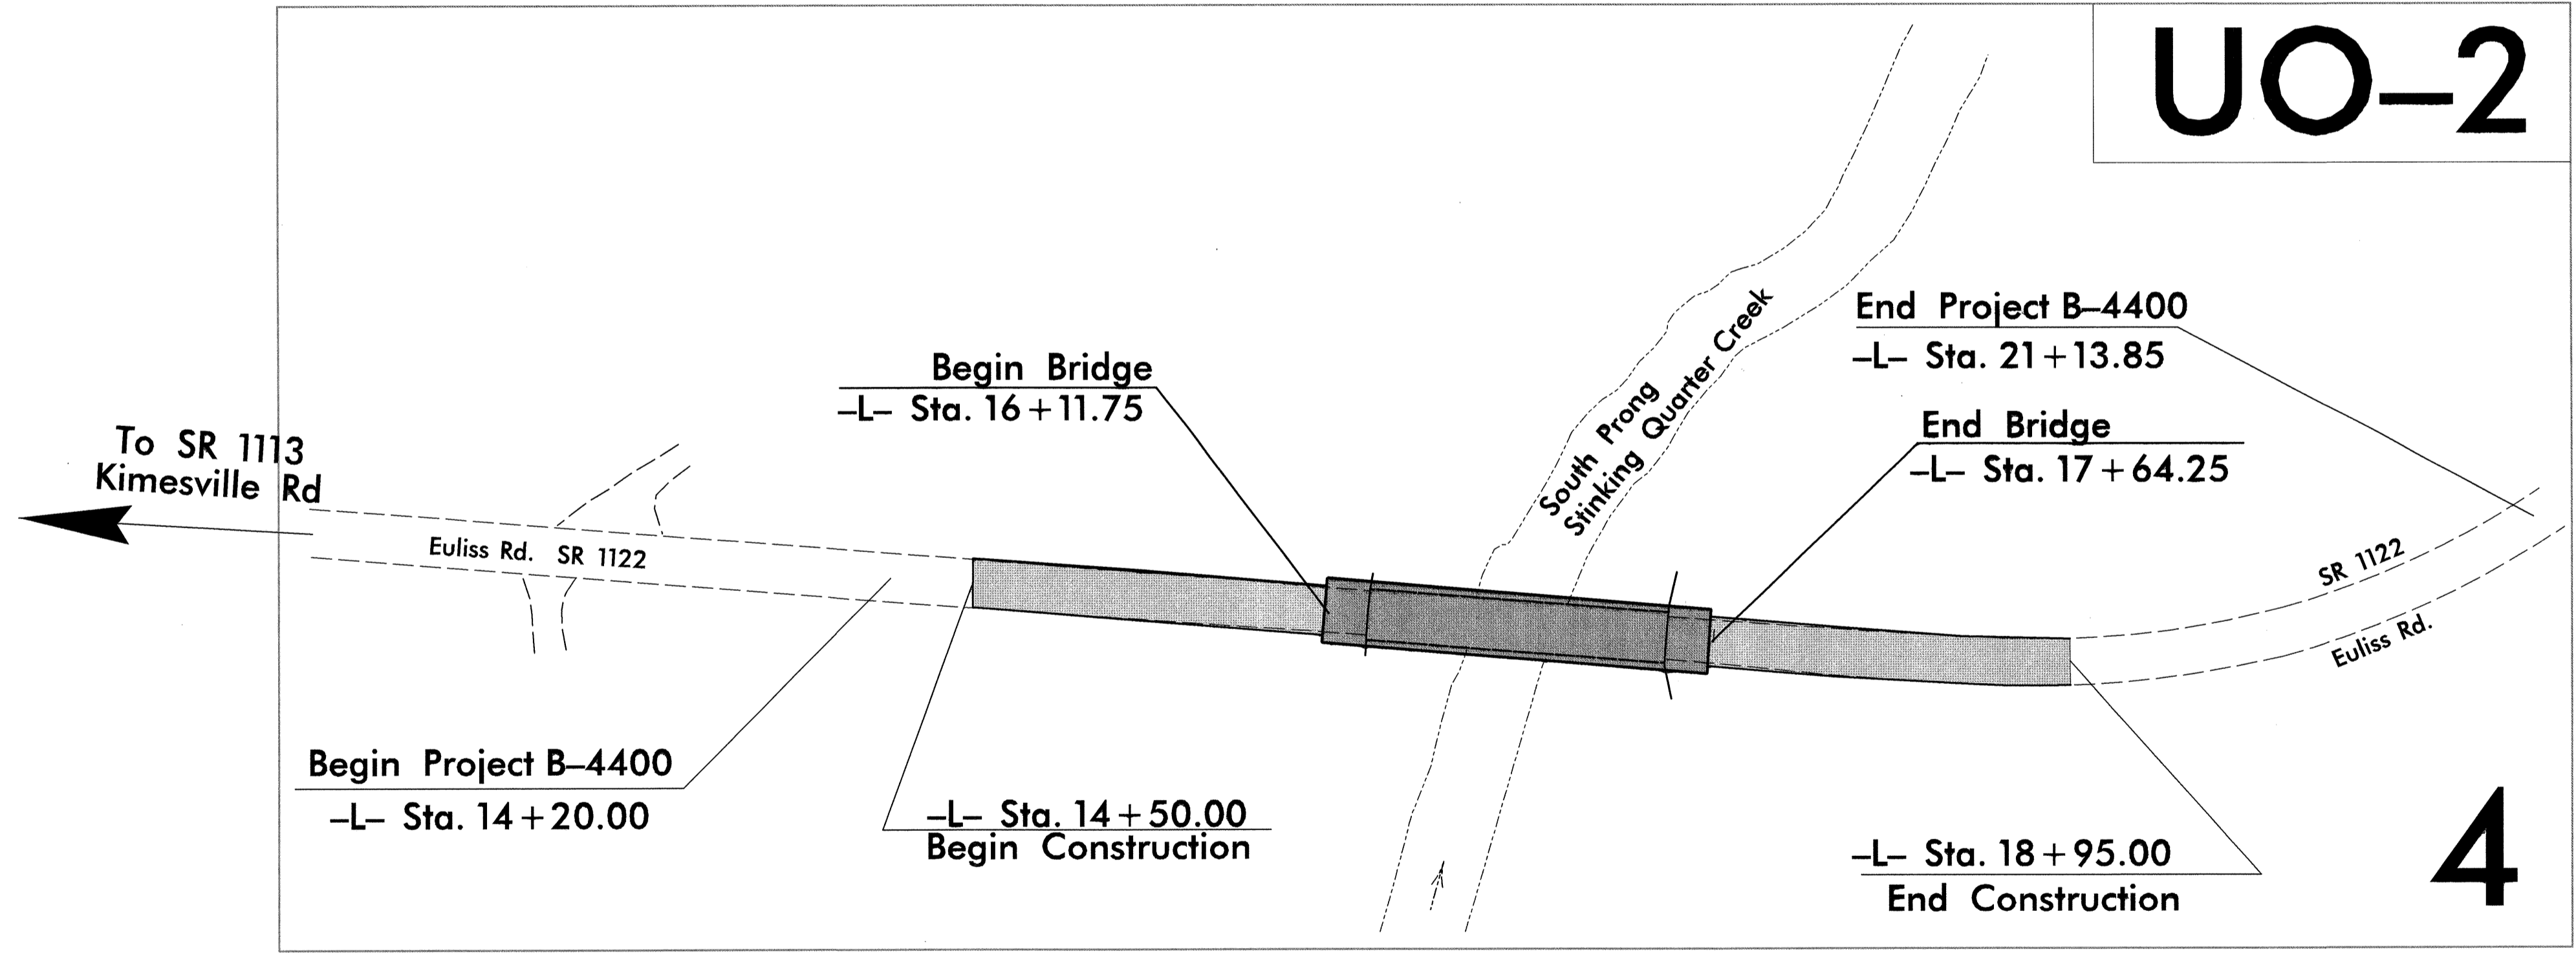 UO–2
End Project B–4400
–L– Sta. 21+13.85
Begin Bridge
–L– Sta. 16+11.75
End Bridge
–L– Sta. 17+64.25
To SR 1113
Kimesville Rd
South Prong
Stinking Quarter Creek
Euliss Rd. SR 1122
SR 1122
Euliss Rd.
Begin Project B–4400
–L– Sta. 14+20.00
–L– Sta. 14+50.00
Begin Construction
–L– Sta. 18+95.00
End Construction
4